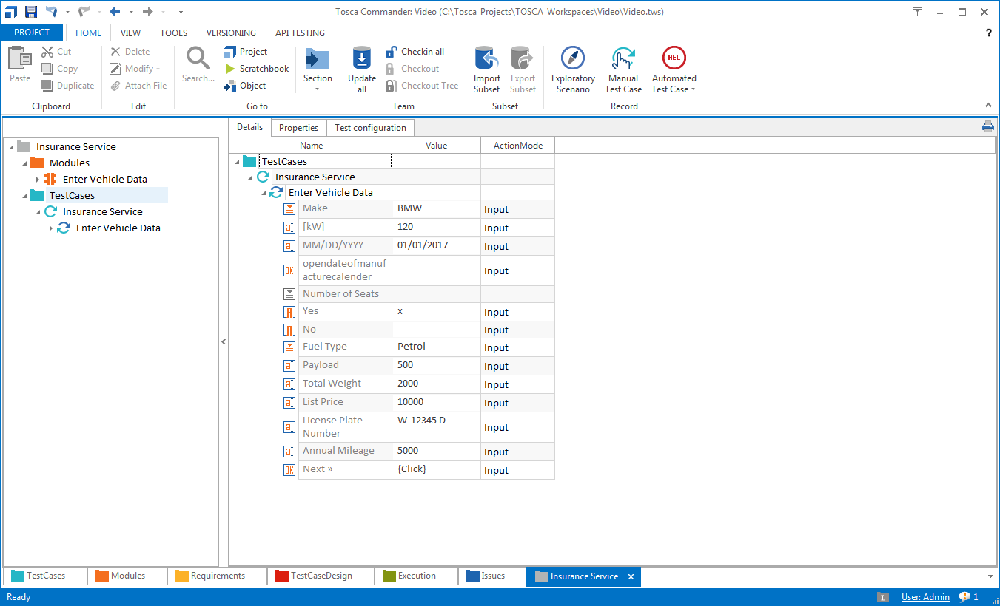 Tosca Commander: Video (C:\Tosca_Projects\TOSCA_Workspaces\Video\Video.tws)
PROJECT HOME VIEW TOOLS VERSIONING API TESTING ?
Paste
Cut
Copy
Duplicate
Clipboard
Delete
Modify
Attach File
Edit
Search...
Project
Scratchbook
Object
Section
Go to
Update all
Checkin all
Checkout
Checkout Tree
Team
Import Subset
Export Subset
Subset
Exploratory Scenario
Manual Test Case
REC
Automated Test Case
Record
Insurance Service
Modules
Enter Vehicle Data
TestCases
Insurance Service
Enter Vehicle Data
Details Properties Test configuration
Name Value ActionMode
TestCases
Insurance Service
Enter Vehicle Data
Make BMW Input
[kW] 120 Input
MM/DD/YYYY 01/01/2017 Input
opendateofmanuf
acturecalender Input
Number of Seats
Yes x Input
No Input
Fuel Type Petrol Input
Payload 500 Input
Total Weight 2000 Input
List Price 10000 Input
License Plate
Number W-12345 D Input
Annual Mileage 5000 Input
Next » {Click} Input
TestCases Modules Requirements TestCaseDesign Execution Issues Insurance Service
Ready L User: Admin 1